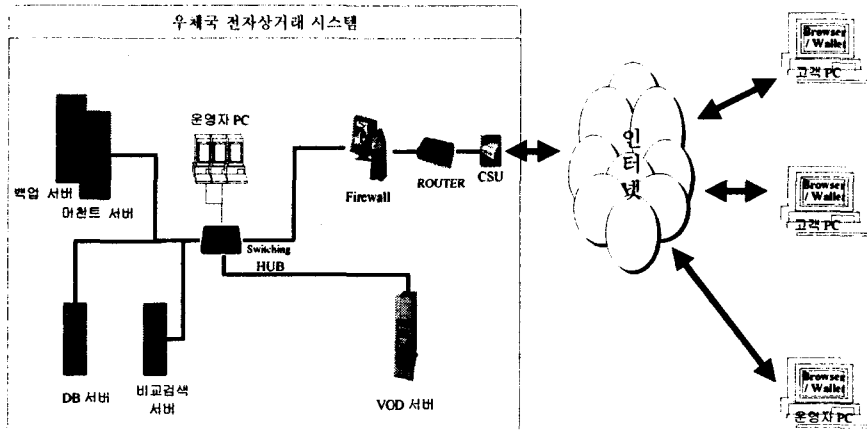 우체국 전자상거래 시스템
Browser
/ Wallet
고객 PC
운영자 PC
인터넷
Firewall
ROUTER
CSU
백업 서버
머천트 서버
Switching
HUB
Browser
/ Wallet
고객 PC
DB 서버
비교검색
서버
VOD 서버
Browser
/ Wallet
운영자 PC